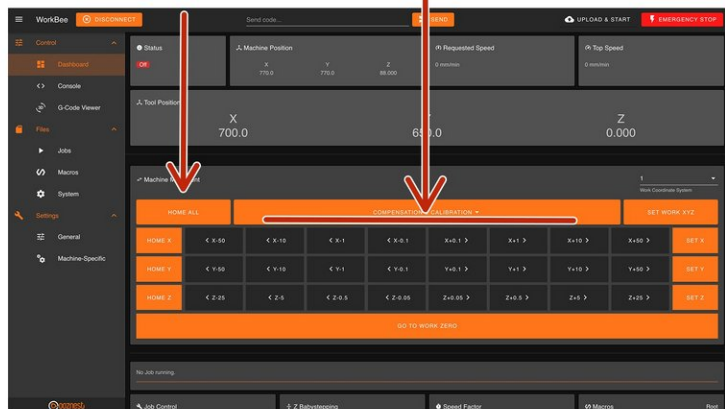 WorkBee DISCONNECT Send code... SEND UPLOAD & START EMERGENCY STOP
Control
Dashboard
Console
G-Code Viewer
Files
Jobs
Macros
System
Settings
General
Machine-Specific
ooznest
Status
Off
Machine Position
X Y Z
770.0 770.0 88.000
Requested Speed
0 mm/min
Top Speed
0 mm/min
Tool Position
X Z
700.0 0.000
Machine
1
Work Coordinate System
HOME ALL COMPENSATION CALIBRATION SET WORK XYZ
HOME X < X-50 < X-10 < X-1 < X-0.1 X+0.1 > X+1 > X+10 > X+50 > SET X
HOME Y < Y-50 < Y-10 < Y-1 < Y-0.1 Y+0.1 > Y+1 > Y+10 > Y+50 > SET Y
HOME Z < Z-25 < Z-5 < Z-0.5 < Z-0.05 Z+0.05 > Z+0.5 > Z+5 > Z+25 > SET Z
GO TO WORK ZERO
No Job running.
Job Control Z Babystepping Speed Factor Macros Root